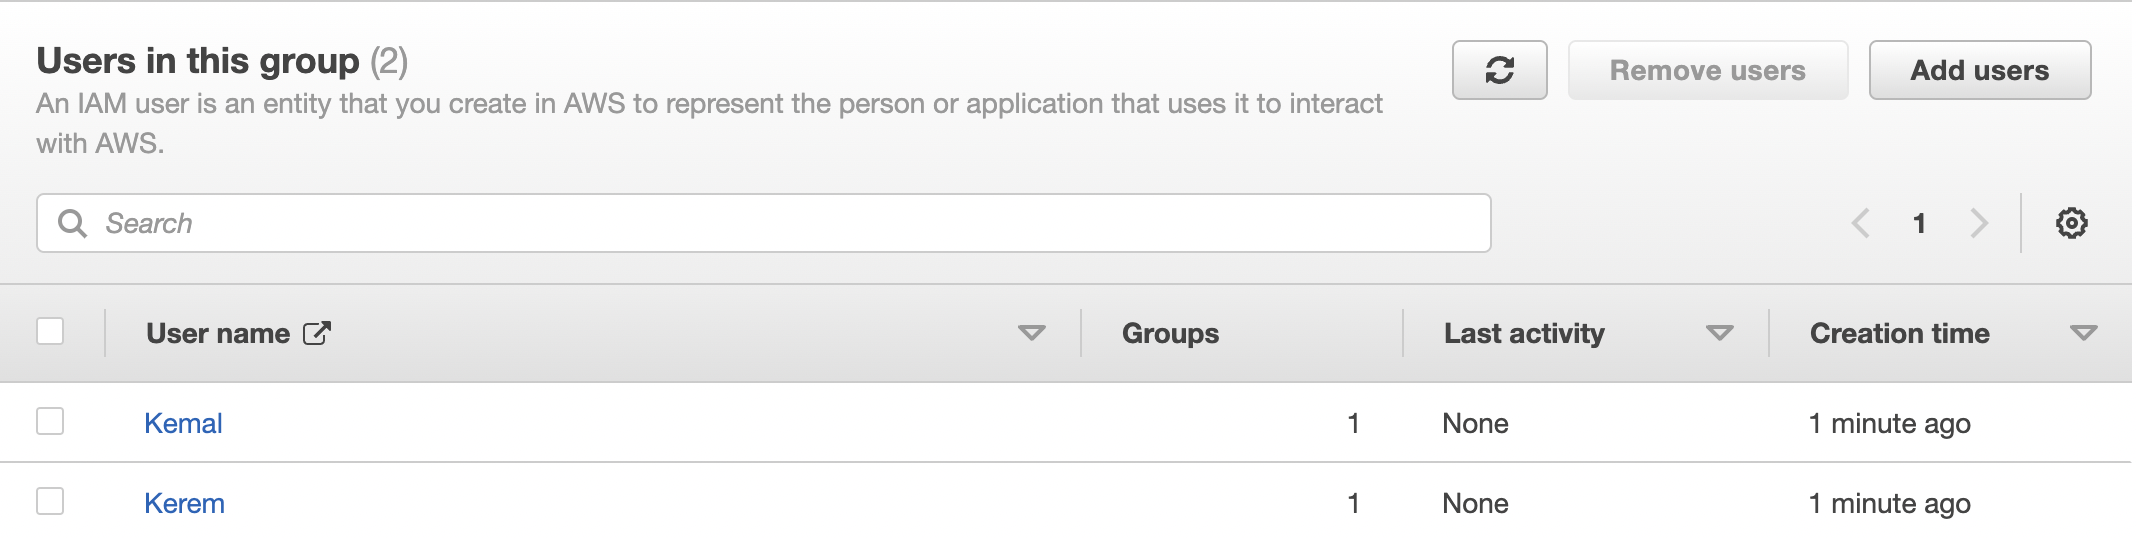 Users in this group (2)
Remove users
Add users
An IAM user is an entity that you create in AWS to represent the person or application that uses it to interact
with AWS.
Search
1
User name Groups Last activity Creation time
Kemal 1 None 1 minute ago
Kerem 1 None 1 minute ago